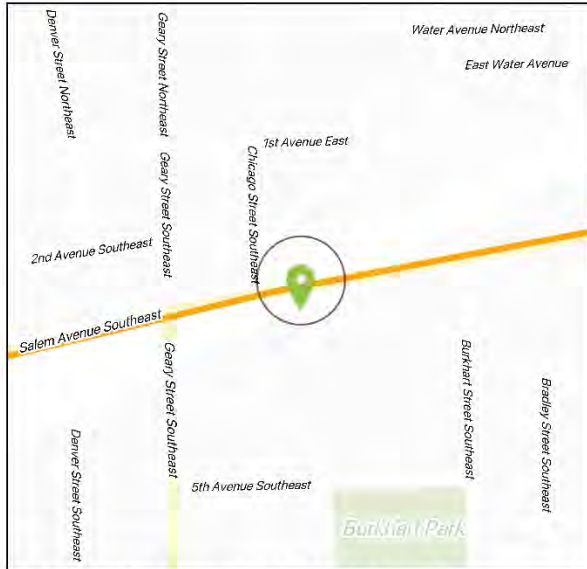 Denver Street Northeast
Geary Street Northeast
Water Avenue Northeast
East Water Avenue
1st Avenue East
Geary Street Southeast
Chicago Street Southeast
2nd Avenue Southeast
Salem Avenue Southeast
Geary Street Southeast
Burkhart Street Southeast
Bradley Street Southeast
Denver Street Southeast
5th Avenue Southeast
Burkhart Park